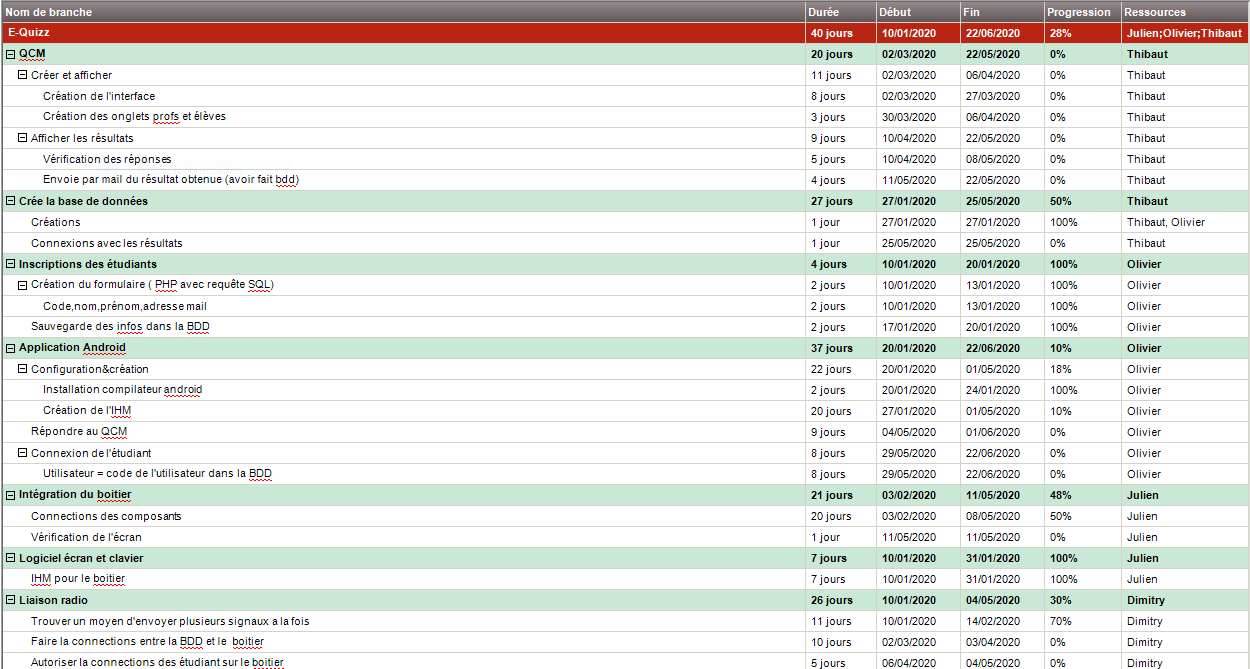 Nom de branche Durée Début Fin Progression Ressources
E-Quizz 40 jours 10/01/2020 22/06/2020 28% Julien;Olivier;Thibaut
QCM 20 jours 02/03/2020 22/05/2020 0% Thibaut
Créer et afficher 11 jours 02/03/2020 06/04/2020 0% Thibaut
Création de l'interface 8 jours 02/03/2020 27/03/2020 0% Thibaut
Création des onglets profs et élèves 3 jours 30/03/2020 06/04/2020 0% Thibaut
Afficher les résultats 9 jours 10/04/2020 22/05/2020 0% Thibaut
Vérification des réponses 5 jours 10/04/2020 08/05/2020 0% Thibaut
Envoie par mail du résultat obtenue (avoir fait bdd) 4 jours 11/05/2020 22/05/2020 0% Thibaut
Crée la base de données 27 jours 27/01/2020 25/05/2020 50% Thibaut
Créations 1 jour 27/01/2020 27/01/2020 100% Thibaut, Olivier
Connexions avec les résultats 1 jour 25/05/2020 25/05/2020 0% Thibaut
Inscriptions des étudiants 4 jours 10/01/2020 20/01/2020 100% Olivier
Création du formulaire ( PHP avec requête SQL) 2 jours 10/01/2020 13/01/2020 100% Olivier
Code,nom,prénom,adresse mail 2 jours 10/01/2020 13/01/2020 100% Olivier
Sauvegarde des infos dans la BDD 2 jours 17/01/2020 20/01/2020 100% Olivier
Application Android 37 jours 20/01/2020 22/06/2020 10% Olivier
Configuration&création 22 jours 20/01/2020 01/05/2020 18% Olivier
Installation compilateur android 2 jours 20/01/2020 24/01/2020 100% Olivier
Création de l'IHM 20 jours 27/01/2020 01/05/2020 10% Olivier
Répondre au QCM 9 jours 04/05/2020 01/06/2020 0% Olivier
Connexion de l'étudiant 8 jours 29/05/2020 22/06/2020 0% Olivier
Utilisateur = code de l'utilisateur dans la BDD 8 jours 29/05/2020 22/06/2020 0% Olivier
Intégration du boitier 21 jours 03/02/2020 11/05/2020 48% Julien
Connections des composants 20 jours 03/02/2020 08/05/2020 50% Julien
Vérification de l'écran 1 jour 11/05/2020 11/05/2020 0% Julien
Logiciel écran et clavier 7 jours 10/01/2020 31/01/2020 100% Julien
IHM pour le boitier 7 jours 10/01/2020 31/01/2020 100% Julien
Liaison radio 26 jours 10/01/2020 04/05/2020 30% Dimitry
Trouver un moyen d'envoyer plusieurs signaux a la fois 11 jours 10/01/2020 14/02/2020 70% Dimitry
Faire la connections entre la BDD et le boitier 10 jours 02/03/2020 03/04/2020 0% Dimitry
Autoriser la connections des étudiant sur le boitier 5 jours 06/04/2020 04/05/2020 0% Dimitry